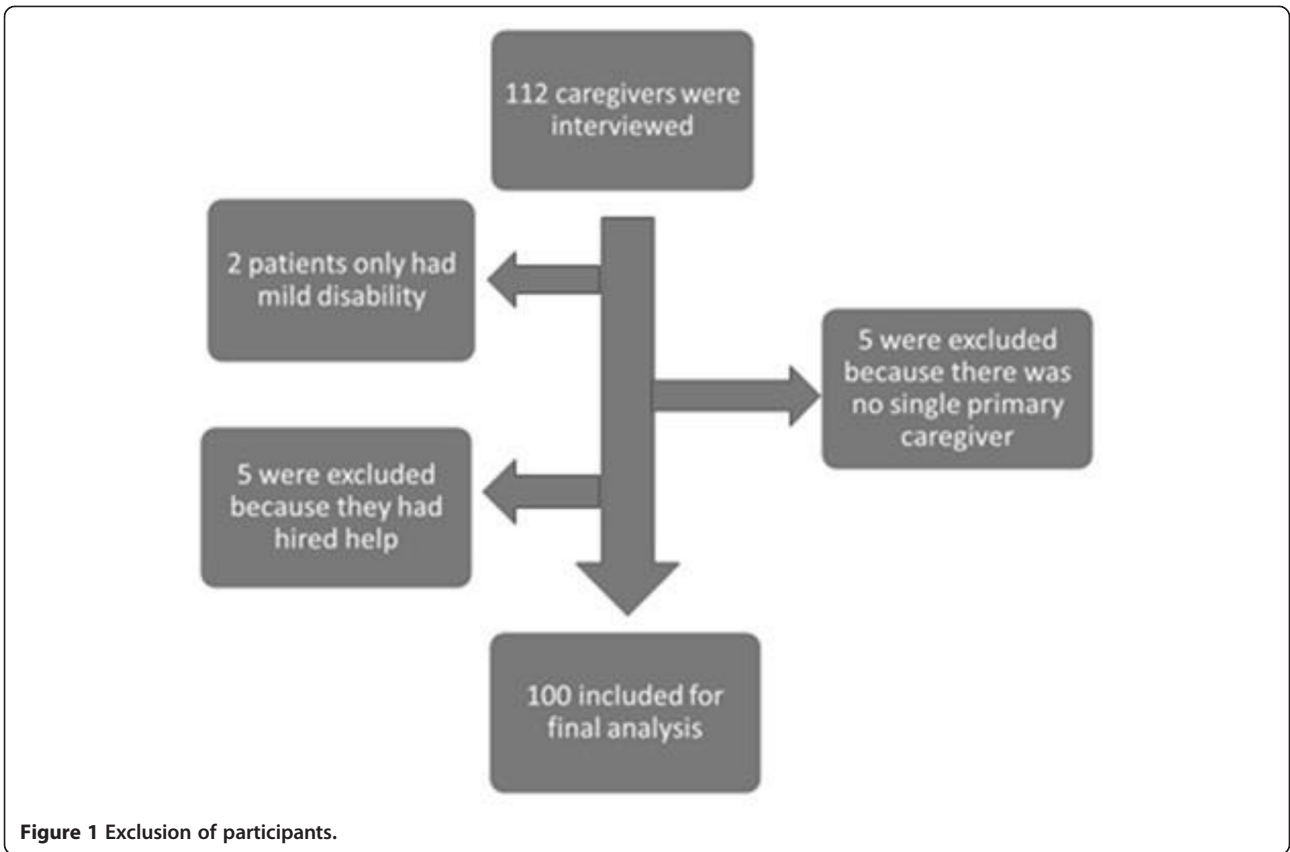 112 caregivers were
interviewed
2 patients only had
mild disability
5 were excluded
because there was
no single primary
caregiver
5 were excluded
because they had
hired help
100 included for
final analysis
Figure 1 Exclusion of participants.